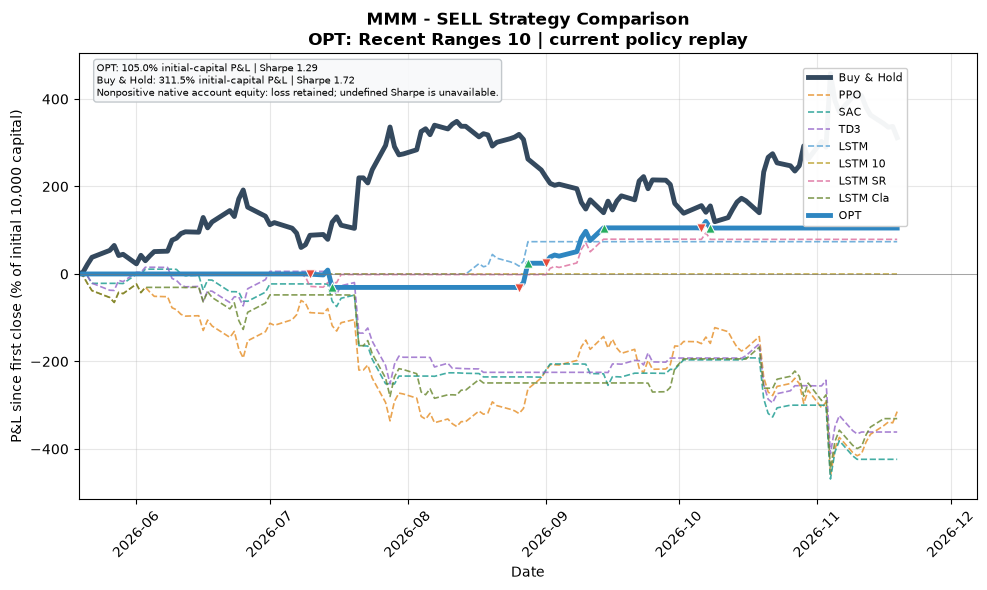 MMM - SELL Strategy Comparison
OPT: Recent Ranges 10 | current policy replay
OPT: 105.0% initial-capital P&L | Sharpe 1.29
Buy & Hold: 311.5% initial-capital P&L | Sharpe 1.72
Nonpositive native account equity: loss retained; undefined Sharpe is unavailable.
Buy & Hold
PPO
SAC
TD3
LSTM
LSTM 10
LSTM SR
LSTM Cla
OPT
P&L since first close (% of initial 10,000 capital)
400
200
0
−200
−400
2026-06
2026-07
2026-08
2026-09
2026-10
2026-11
2026-12
Date